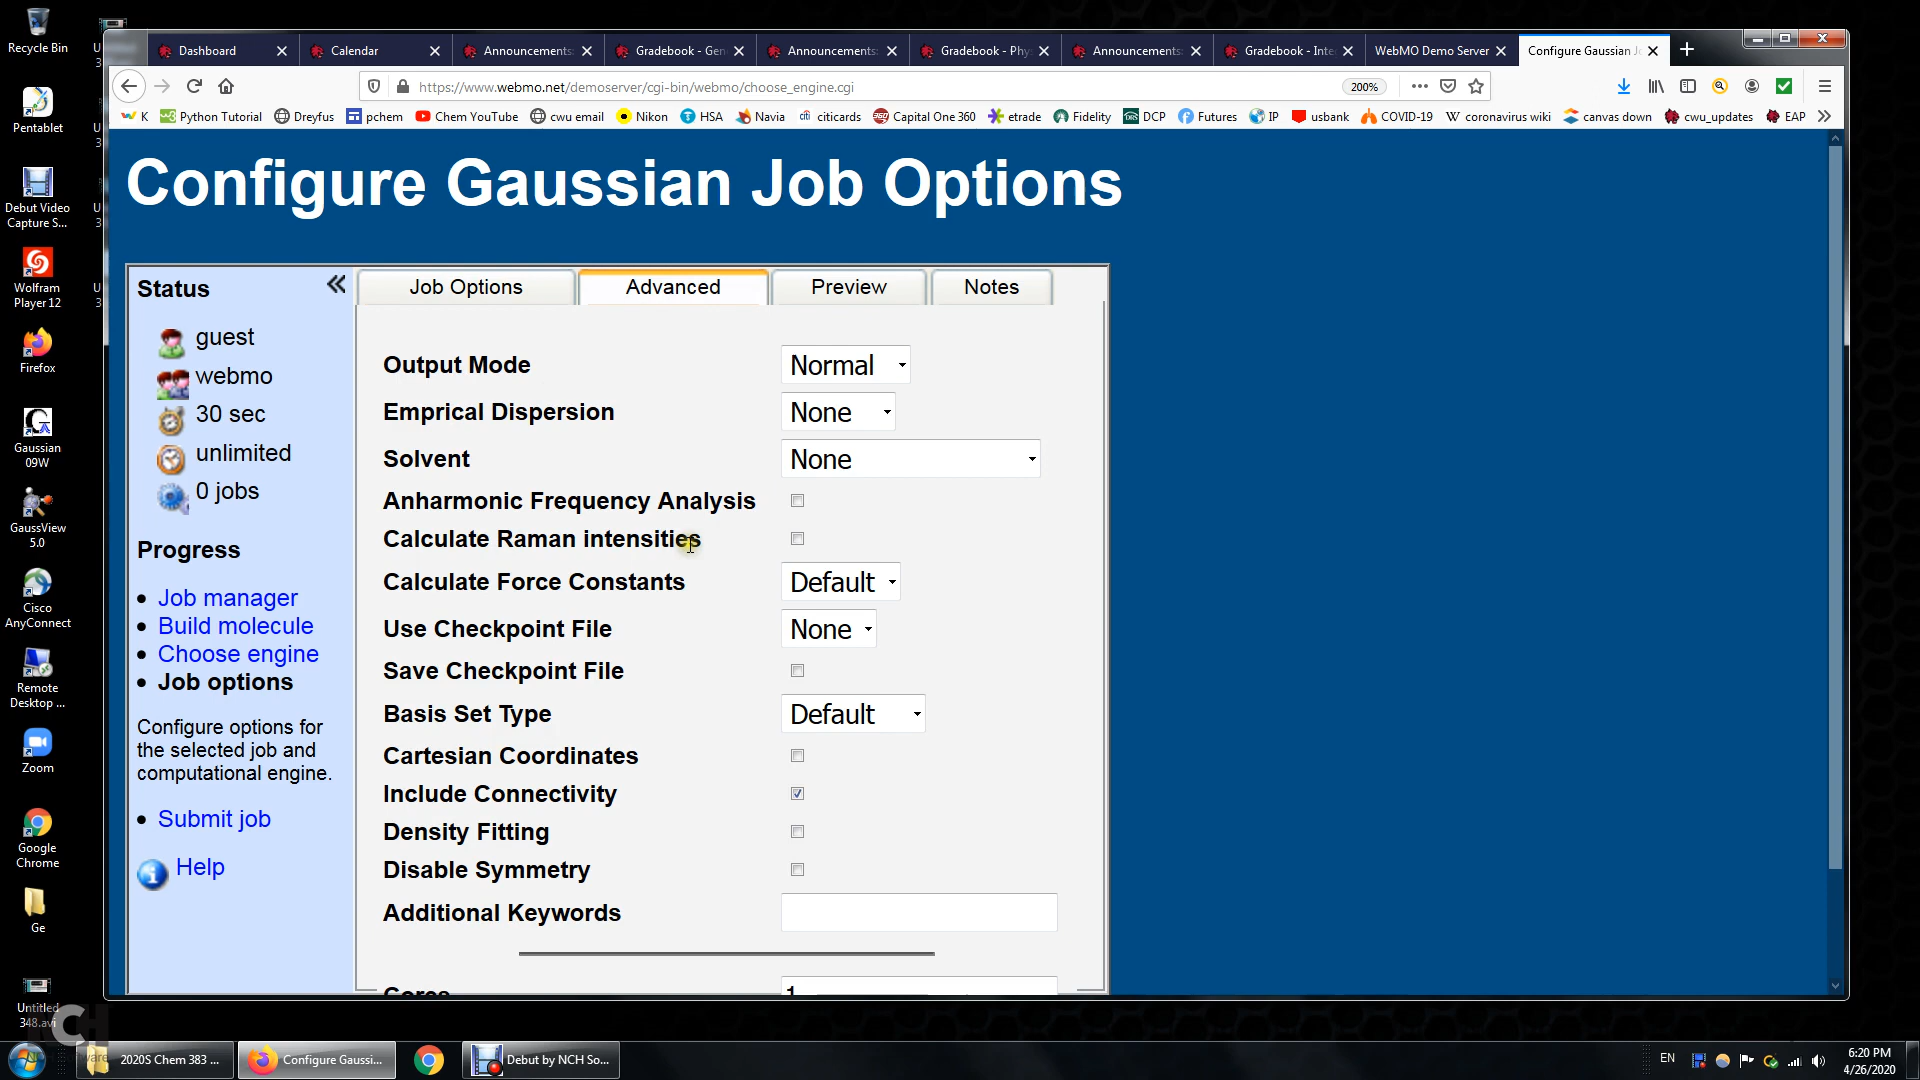 Recycle Bin
Pentablet
Debut Video
Capture S...
Wolfram
Player 12
Firefox
Gaussian
09W
GaussView
5.0
Cisco
AnyConnect
Remote
Desktop ...
Zoom
Google
Chrome
Ge
Untitled
348.avi
Dashboard
Calendar
Announcements:
Gradebook - Gen
Announcements:
Gradebook - Phys
Announcements:
Gradebook - Inte
WebMO Demo Server
Configure Gaussian Jo
https://www.webmo.net/demoserver/cgi-bin/webmo/choose_engine.cgi
200%
K
Python Tutorial
Dreyfus
pchem
Chem YouTube
cwu email
Nikon
HSA
Navia
citicards
Capital One 360
etrade
Fidelity
DCP
Futures
IP
usbank
COVID-19
coronavirus wiki
canvas down
cwu_updates
EAP
Configure Gaussian Job Options
Status
guest
webmo
30 sec
unlimited
0 jobs
Progress
Job manager
Build molecule
Choose engine
Job options
Configure options for
the selected job and
computational engine.
Submit job
Help
Job Options
Advanced
Preview
Notes
Output Mode Normal
Emprical Dispersion None
Solvent None
Anharmonic Frequency Analysis
Calculate Raman intensities
Calculate Force Constants Default
Use Checkpoint File None
Save Checkpoint File
Basis Set Type Default
Cartesian Coordinates
Include Connectivity
Density Fitting
Disable Symmetry
Additional Keywords
Cores 1
2020S Chem 383 ...
Configure Gaussi...
Debut by NCH So...
EN
6:20 PM
4/26/2020